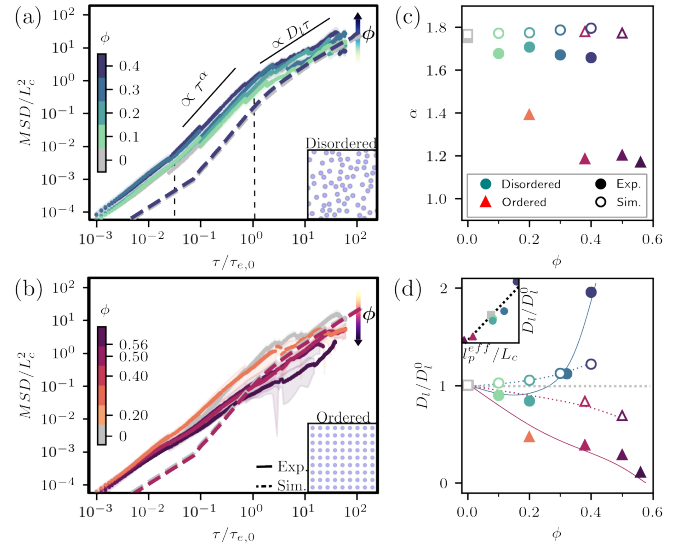 (a)
MSD/L_c^2
10^2
10^1
10^0
10^-1
10^-2
10^-3
10^-4
ϕ
0.4
0.3
0.2
0.1
0
∝ τ^α
∝ D_l τ
ϕ
Disordered
10^-3
10^-2
10^-1
10^0
10^1
10^2
τ/τ_e,0
(c)
α
1.8
1.6
1.4
1.2
1.0
Disordered
Ordered
Exp.
Sim.
0.0
0.2
0.4
0.6
ϕ
(b)
MSD/L_c^2
10^2
10^1
10^0
10^-1
10^-2
10^-3
10^-4
ϕ
0.56
0.50
0.40
0.20
0
ϕ
Ordered
Exp.
Sim.
10^-3
10^-2
10^-1
10^0
10^1
10^2
τ/τ_e,0
(d)
D_l/D_l^0
2
1
0
D_l/D_l^0
l_p^eff/L_c
0.0
0.2
0.4
0.6
ϕ